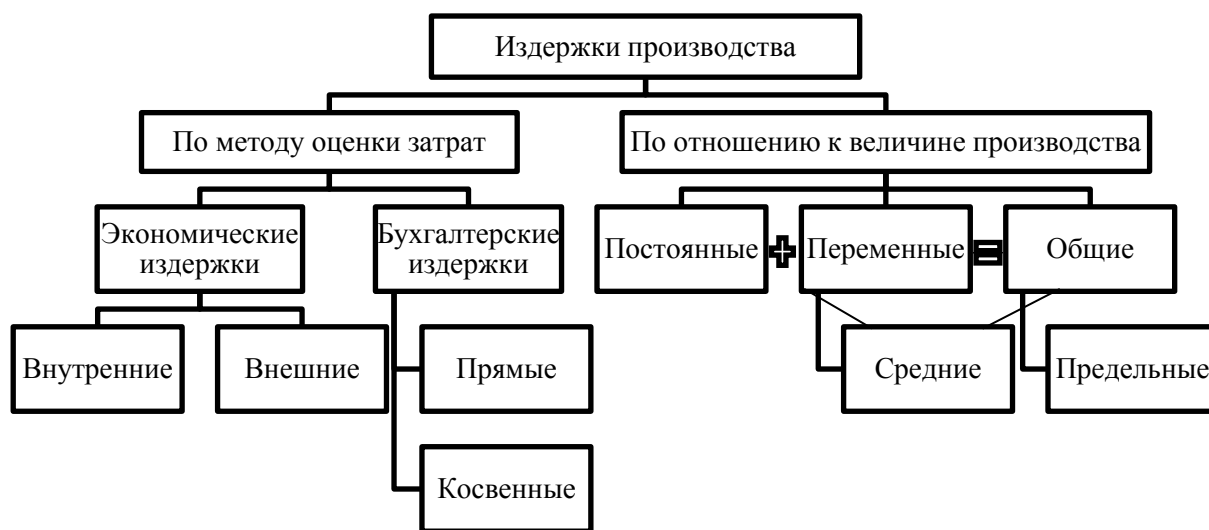 Издержки производства
По методу оценки затрат
По отношению к величине производства
Экономические
издержки
Бухгалтерские
издержки
Постоянные
+
Переменные
=
Общие
Внутренние
Внешние
Прямые
Средние
Предельные
Косвенные